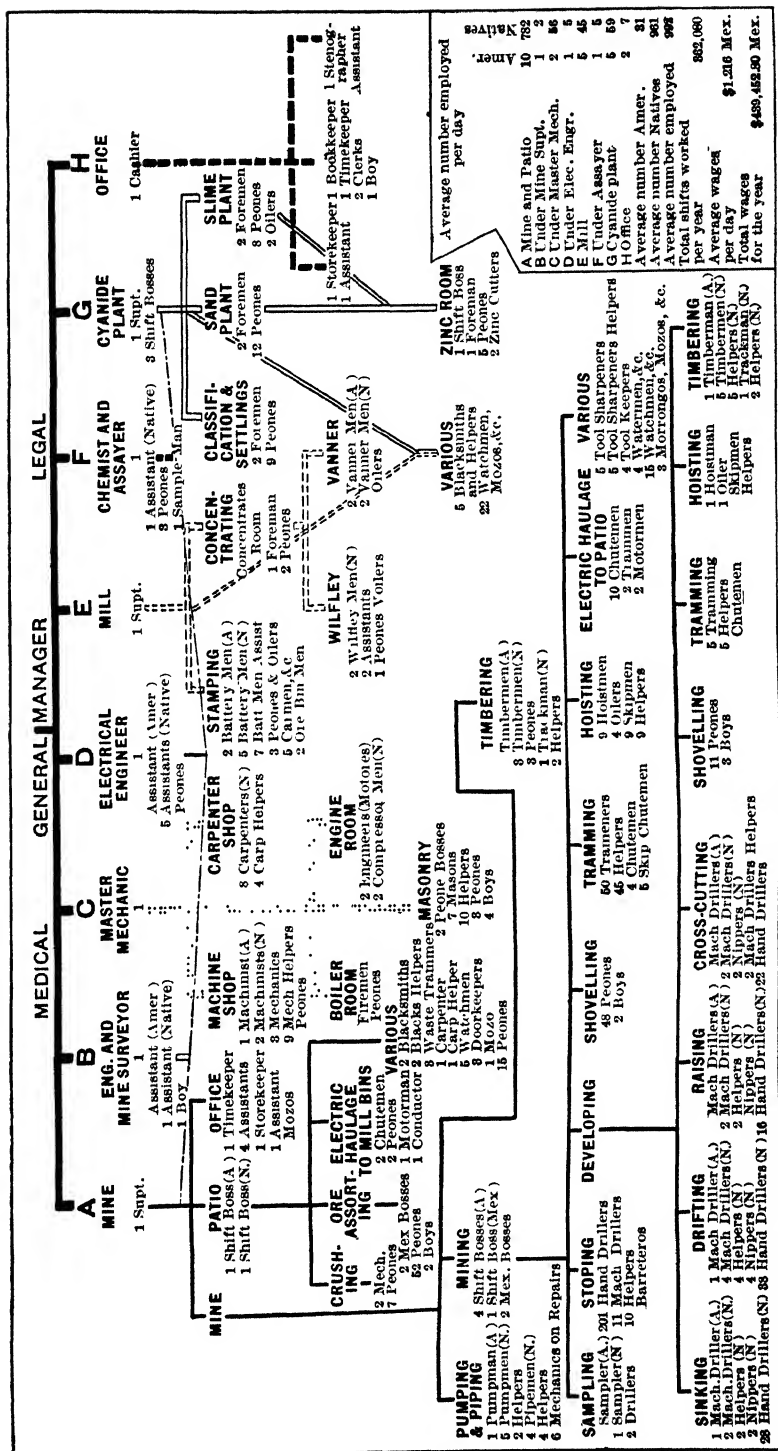 MEDICAL
GENERAL MANAGER
LEGAL
A
MINE
1 Supt.
B
ENG. AND
MINE SURVEYOR
1
Assistant (Amer)
1 Assistant (Native)
1 Boy
C
MASTER
MECHANIC
1
D
ELECTRICAL
ENGINEER
1
Assistant (Amer)
5 Assistants (Native)
Peones
E
MILL
1 Supt.
F
CHEMIST AND
ASSAYER
1
1 Assistant (Native)
3 Peones
1 Sample Man
G
CYANIDE
PLANT
1 Supt.
3 Shift Bosses
H
OFFICE
1 Cashier
MINE
PATIO
1 Shift Boss (A)
1 Shift Boss (N.)
OFFICE
1 Timekeeper
4 Assistants
1 Storekeeper
1 Assistant
Mozos
MACHINE
SHOP
1 Machinist (A.)
2 Machinists (N)
3 Mechanics
9 Mech Helpers
Peones
CARPENTER
SHOP
8 Carpenters (N)
4 Carp Helpers
STAMPING
2 Battery Men (A)
5 Battery Men (N)
7 Batt Men Assist
3 Peones & Oilers
5 Carmen, &c
2 Ore Bin Men
CONCEN-
TRATING
Concentrates
Room
1 Foreman
2 Peones
CLASSIFI-
CATION &
SETTLINGS
2 Foremen
9 Peones
SAND
PLANT
2 Foremen
12 Peones
SLIME
PLANT
2 Foremen
8 Peones
2 Oilers
1 Storekeeper
1 Assistant
1 Bookkeeper
1 Timekeeper
2 Clerks
1 Boy
1 Stenog-
rapher
Assistant
CRUSH-
ING
2 Mech.
7 Peones
ORE
ASSORT-
ING
2 Mex Bosses
52 Peones
2 Boys
ELECTRIC
HAULAGE
TO MILL BINS
2 Chutemen
2 Peones
1 Motorman
1 Conductor
VARIOUS
2 Blacksmiths
2 Blacks Helpers
8 Waste Trammers
1 Carpenter
1 Carp Helper
5 Watchmen
3 Doorkeepers
1 Mozo
15 Peones
BOILER
ROOM
Firemen
Peones
MASONRY
2 Peone Bosses
7 Masons
10 Helpers
8 Peones
4 Boys
ENGINE
ROOM
2 Engineers (Motores)
2 Compressor Men (N)
WILFLEY
2 Wilfley Men (N)
2 Assistants
1 Peones
VANNER
2 Vanner Men (A)
2 Vanner Men (N)
Oilers
VARIOUS
5 Blacksmiths
and Helpers
22 Watchmen,
Mozos, &c.
ZINC ROOM
1 Shift Boss
1 Foreman
5 Peones
2 Zinc Cutters
PUMPING
& PIPING
1 Pumpman (A)
5 Pumpmen (N.)
2 Helpers
4 Pipemen (N.)
4 Helpers
6 Mechanics on Repairs
MINING
4 Shift Bosses (A)
1 Shift Boss (Mex)
2 Mex. Bosses
TIMBERING
Timbermen (A)
8 Timbermen (N)
3 Peones
1 Trackman (N)
2 Helpers
SAMPLING
Sampler (A.)
1 Sampler (N)
2 Drillers
STOPING
201 Hand Drillers
11 Mach Drillers
10 Helpers
Barreteros
DEVELOPING
SHOVELLING
48 Peones
2 Boys
TRAMMING
50 Trameners
45 Helpers
4 Chutemen
5 Skip Chutemen
HOISTING
9 Hoistmen
4 Oilers
9 Skipmen
9 Helpers
ELECTRIC HAULAGE
TO PATIO
10 Chutemen
2 Trammen
2 Motormen
VARIOUS
5 Tool Sharpeners
5 Tool Sharpeners Helpers
4 Tool Keepers
4 Watermen, &c.
15 Watchmen, &c.
3 Morrongos, Mozos, &c.
SINKING
1 Mach. Driller (A.)
2 Mach. Drillers (N.)
2 Helpers (N)
2 Nippers (N)
28 Hand Drillers (N)
DRIFTING
1 Mach Driller (A.)
4 Mach Drillers (N.)
4 Helpers (N)
4 Nippers (N)
38 Hand Drillers (N)
RAISING
Mach Drillers (A)
2 Mach Drillers (N)
2 Helpers (N)
2 Nippers (N)
16 Hand Drillers (N.)
CROSS-CUTTING
Mach Drillers (A)
2 Mach Drillers (N)
2 Nippers (N)
2 Mach Drillers Helpers
22 Hand Drillers
SHOVELLING
11 Peones
3 Boys
TRAMMING
5 Tramming
5 Helpers
Chutemen
HOISTING
1 Hoistman
1 Oiler
Skipmen
Helpers
TIMBERING
1 Timberman (A.)
5 Timbermen (N)
5 Helpers (N.)
1 Trackman (N.)
2 Helpers (N.)
Average number employed
per day
Amer. Natives
A Mine and Patio 10 782
B Under Mine Supt. 1 2
C Under Master Mech. 2 56
D Under Elec. Engr. 1 5
E Mill 5 45
F Under Assayer 1 5
G Cyanide plant 5 59
H Office 2 7
Average number Amer. 31
Average number Natives 961
Average number employed 992
Total shifts worked
per year 362,080
Average wages
per day $1.216 Mex.
Total wages
for the year $439,452.80 Mex.